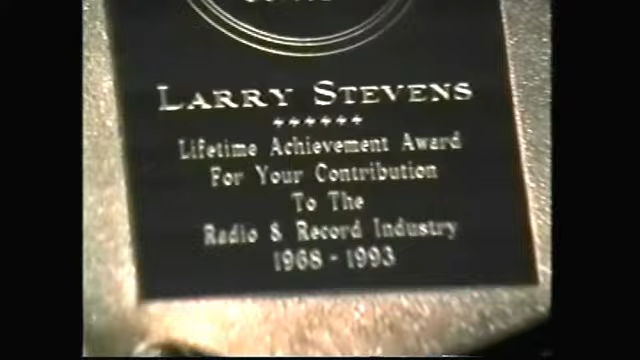 LARRY STEVENS
Lifetime Achievement Award
For Your Contribution
To The
Radio & Record Industry
1968 - 1993